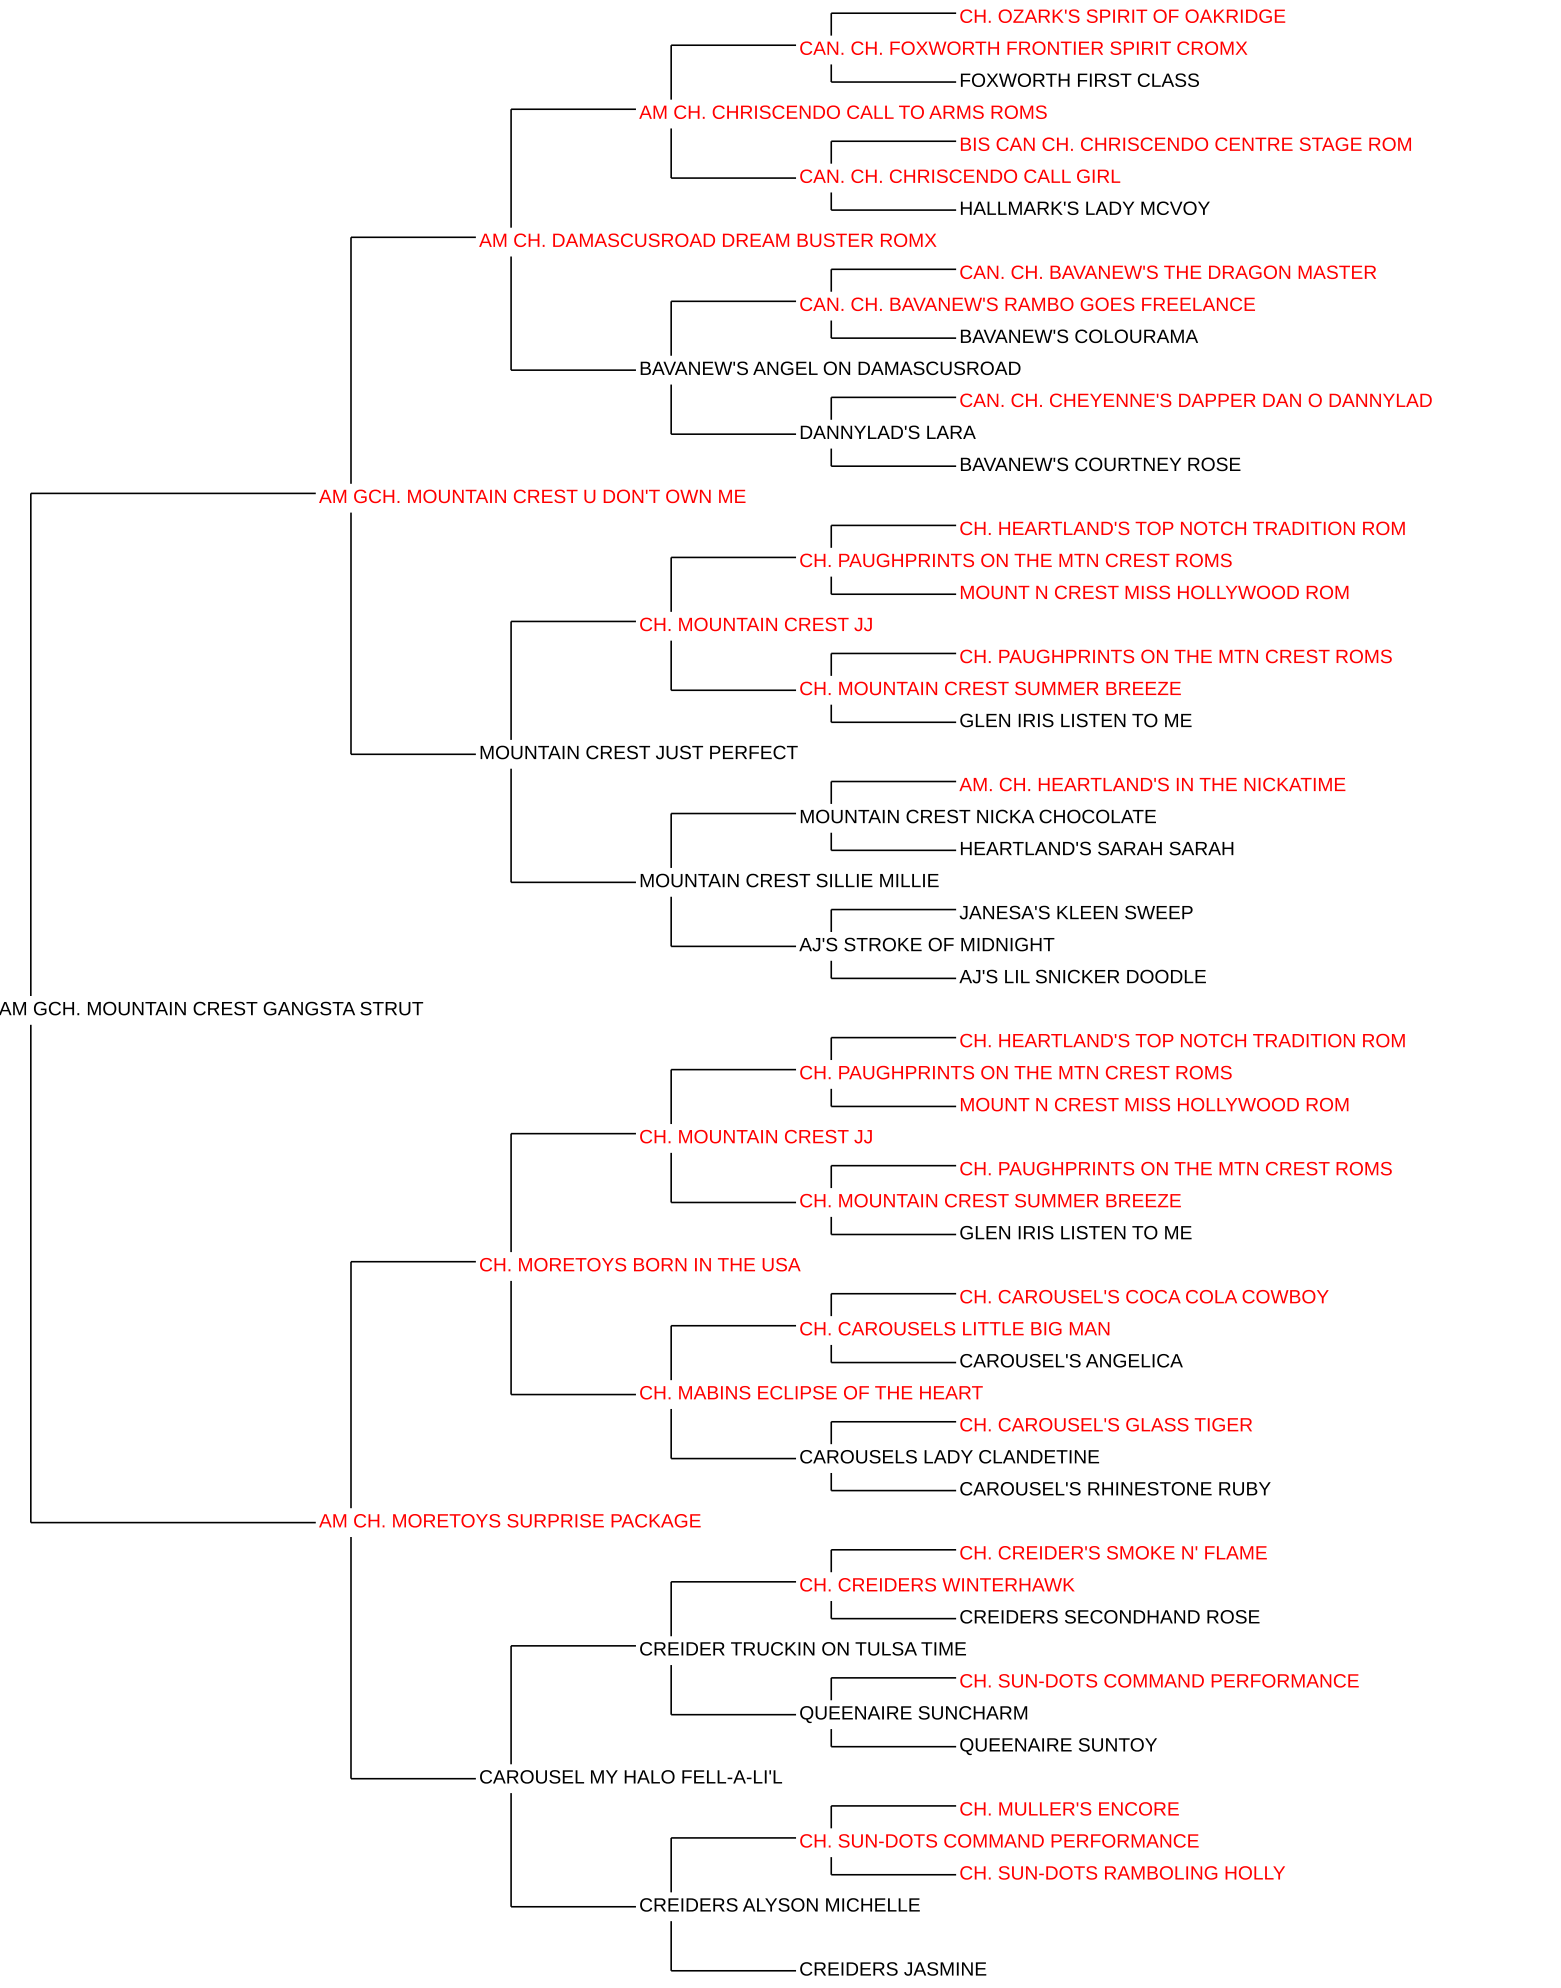 CH. OZARK'S SPIRIT OF OAKRIDGE
CAN. CH. FOXWORTH FRONTIER SPIRIT CROMX
FOXWORTH FIRST CLASS
AM CH. CHRISCENDO CALL TO ARMS ROMS
BIS CAN CH. CHRISCENDO CENTRE STAGE ROM
CAN. CH. CHRISCENDO CALL GIRL
HALLMARK'S LADY MCVOY
AM CH. DAMASCUSROAD DREAM BUSTER ROMX
CAN. CH. BAVANEW'S THE DRAGON MASTER
CAN. CH. BAVANEW'S RAMBO GOES FREELANCE
BAVANEW'S COLOURAMA
BAVANEW'S ANGEL ON DAMASCUSROAD
CAN. CH. CHEYENNE'S DAPPER DAN O DANNYLAD
DANNYLAD'S LARA
BAVANEW'S COURTNEY ROSE
AM GCH. MOUNTAIN CREST U DON'T OWN ME
CH. HEARTLAND'S TOP NOTCH TRADITION ROM
CH. PAUGHPRINTS ON THE MTN CREST ROMS
MOUNT N CREST MISS HOLLYWOOD ROM
CH. MOUNTAIN CREST JJ
CH. PAUGHPRINTS ON THE MTN CREST ROMS
CH. MOUNTAIN CREST SUMMER BREEZE
GLEN IRIS LISTEN TO ME
MOUNTAIN CREST JUST PERFECT
AM. CH. HEARTLAND'S IN THE NICKATIME
MOUNTAIN CREST NICKA CHOCOLATE
HEARTLAND'S SARAH SARAH
MOUNTAIN CREST SILLIE MILLIE
JANESA'S KLEEN SWEEP
AJ'S STROKE OF MIDNIGHT
AJ'S LIL SNICKER DOODLE
AM GCH. MOUNTAIN CREST GANGSTA STRUT
CH. HEARTLAND'S TOP NOTCH TRADITION ROM
CH. PAUGHPRINTS ON THE MTN CREST ROMS
MOUNT N CREST MISS HOLLYWOOD ROM
CH. MOUNTAIN CREST JJ
CH. PAUGHPRINTS ON THE MTN CREST ROMS
CH. MOUNTAIN CREST SUMMER BREEZE
GLEN IRIS LISTEN TO ME
CH. MORETOYS BORN IN THE USA
CH. CAROUSEL'S COCA COLA COWBOY
CH. CAROUSELS LITTLE BIG MAN
CAROUSEL'S ANGELICA
CH. MABINS ECLIPSE OF THE HEART
CH. CAROUSEL'S GLASS TIGER
CAROUSELS LADY CLANDETINE
CAROUSEL'S RHINESTONE RUBY
AM CH. MORETOYS SURPRISE PACKAGE
CH. CREIDER'S SMOKE N' FLAME
CH. CREIDERS WINTERHAWK
CREIDERS SECONDHAND ROSE
CREIDER TRUCKIN ON TULSA TIME
CH. SUN-DOTS COMMAND PERFORMANCE
QUEENAIRE SUNCHARM
QUEENAIRE SUNTOY
CAROUSEL MY HALO FELL-A-LI'L
CH. MULLER'S ENCORE
CH. SUN-DOTS COMMAND PERFORMANCE
CH. SUN-DOTS RAMBOLING HOLLY
CREIDERS ALYSON MICHELLE
CREIDERS JASMINE